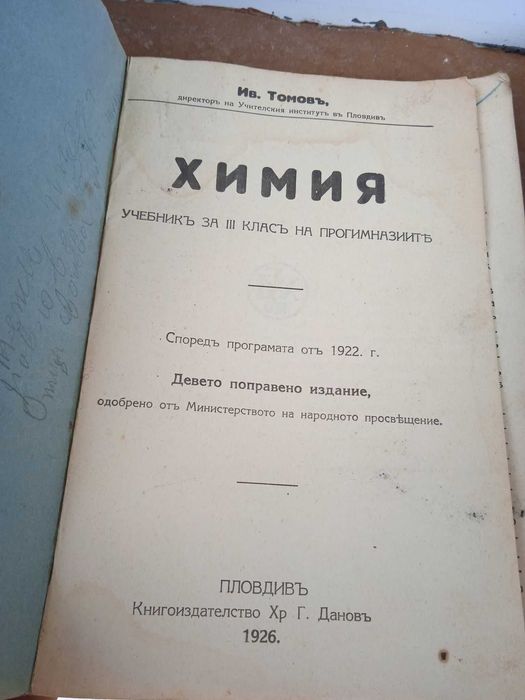 Ив. Томовъ,
директоръ на Учителския институтъ въ Пловдивъ
ХИМИЯ
УЧЕБНИКЪ ЗА III КЛАСЪ НА ПРОГИМНАЗИИТѢ
Споредъ програмата отъ 1922. г.
Девето поправено издание,
одобрено отъ Министерството на народното просвѣщение.
ПЛОВДИВЪ
Книгоиздателство Хр Г. Дановъ
1926.